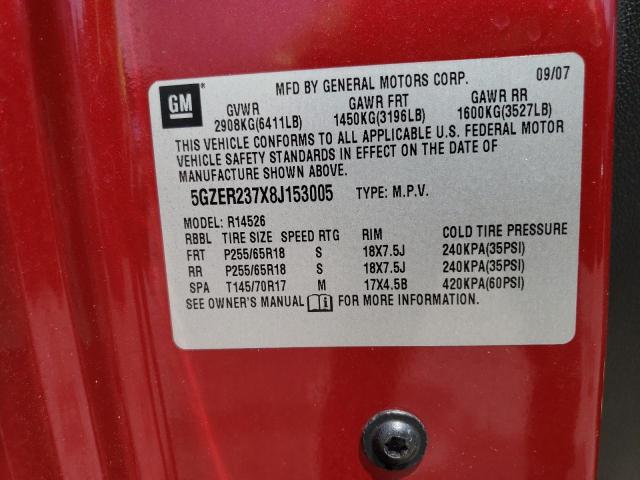 GM
MFD BY GENERAL MOTORS CORP. 09/07
GVWR GAWR FRT GAWR RR
2908KG(6411LB) 1450KG(3196LB) 1600KG(3527LB)
THIS VEHICLE CONFORMS TO ALL APPLICABLE U.S. FEDERAL MOTOR
VEHICLE SAFETY STANDARDS IN EFFECT ON THE DATE OF
MANUFACTURE SHOWN ABOVE.
5GZER237X8J153005 TYPE: M.P.V.
MODEL: R14526
RBBL TIRE SIZE SPEED RTG RIM COLD TIRE PRESSURE
FRT P255/65R18 S 18X7.5J 240KPA(35PSI)
RR P255/65R18 S 18X7.5J 240KPA(35PSI)
SPA T145/70R17 M 17X4.5B 420KPA(60PSI)
SEE OWNER'S MANUAL FOR MORE INFORMATION.